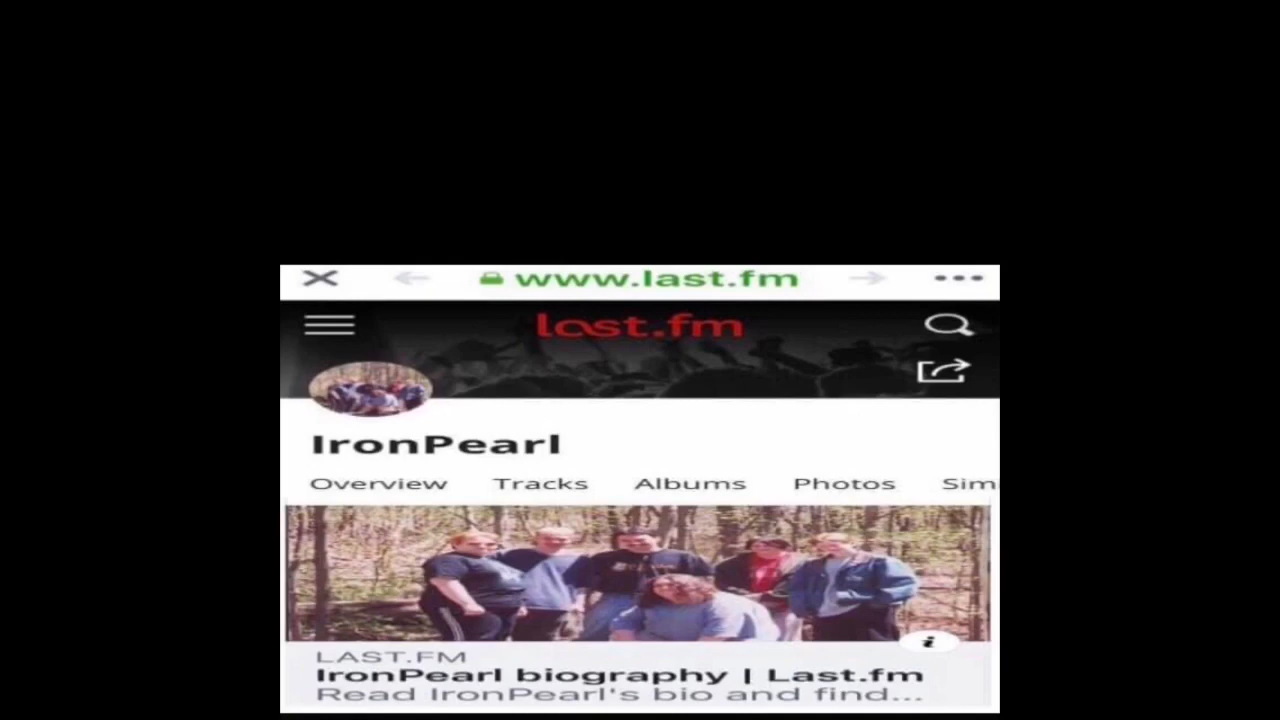 www.last.fm
last.fm
IronPearl
Overview Tracks Albums Photos Sim
LAST.FM
IronPearl biography | Last.fm
Read IronPearl's bio and find...